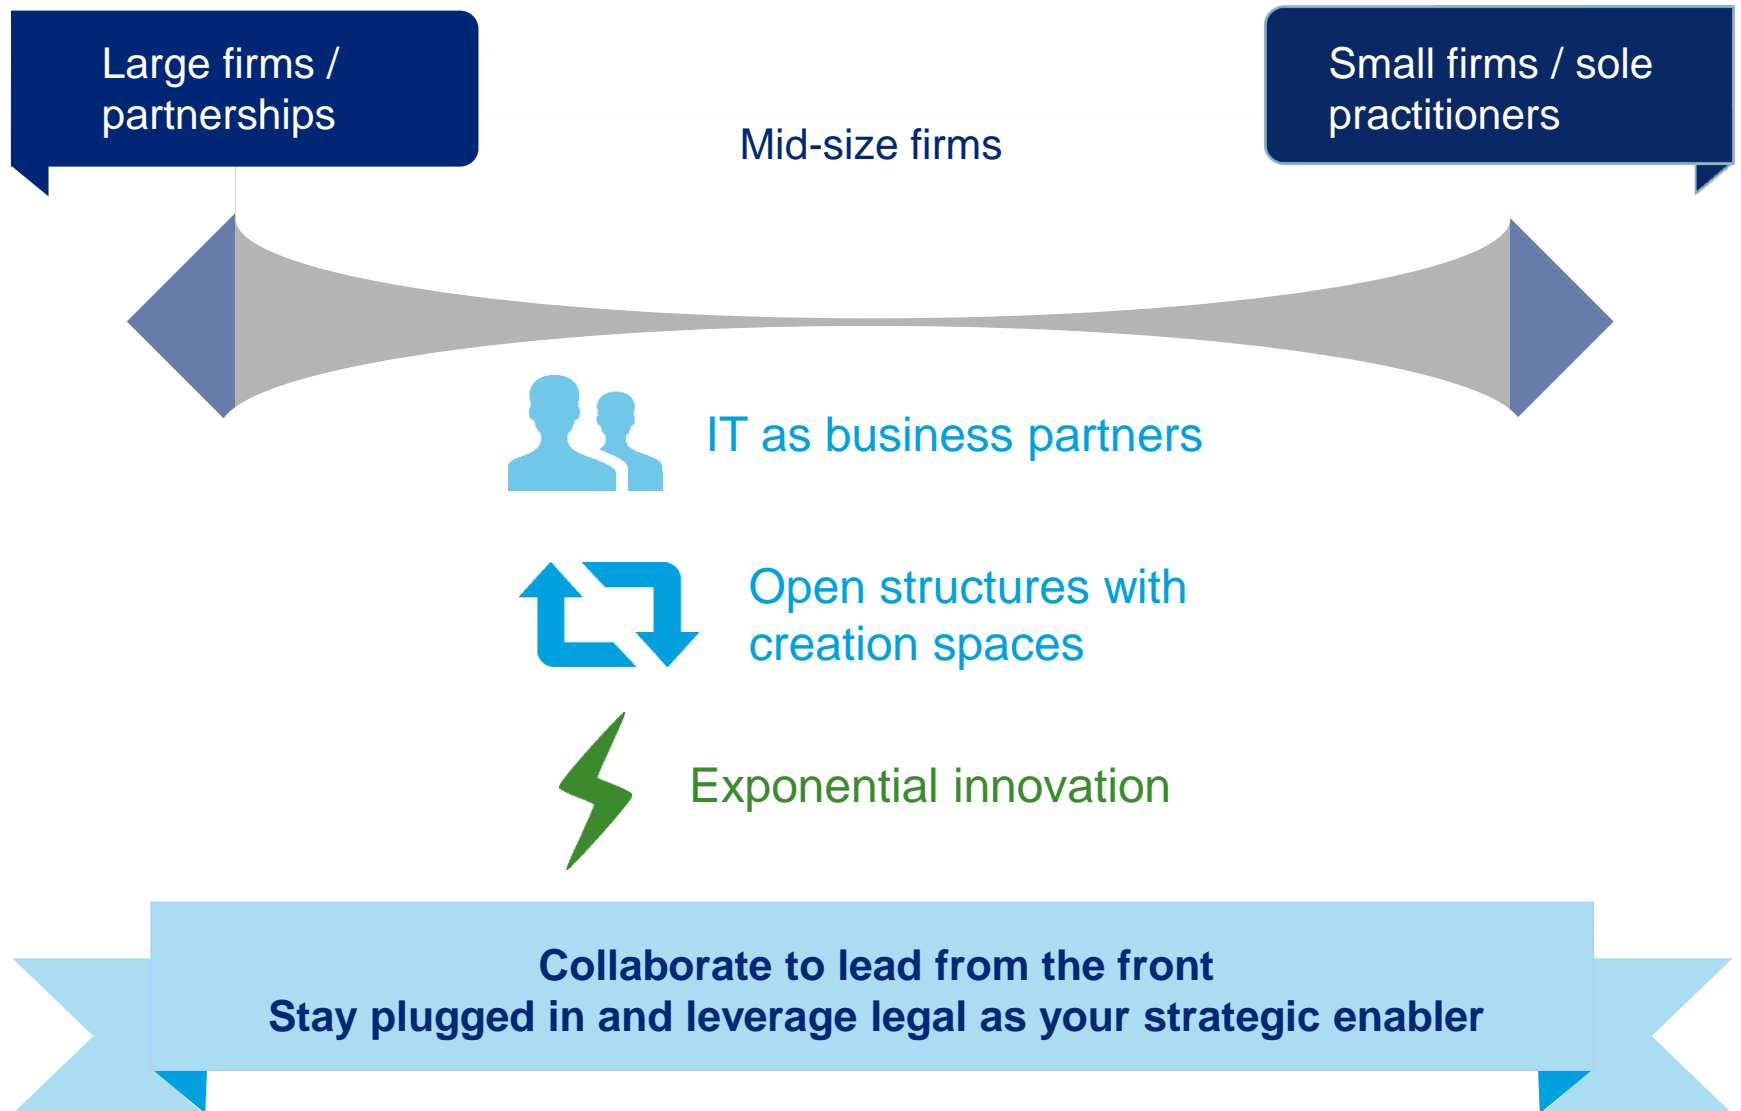 Large firms /
partnerships
Small firms / sole
practitioners
Mid-size firms
IT as business partners
Open structures with
creation spaces
Exponential innovation
Collaborate to lead from the front
Stay plugged in and leverage legal as your strategic enabler